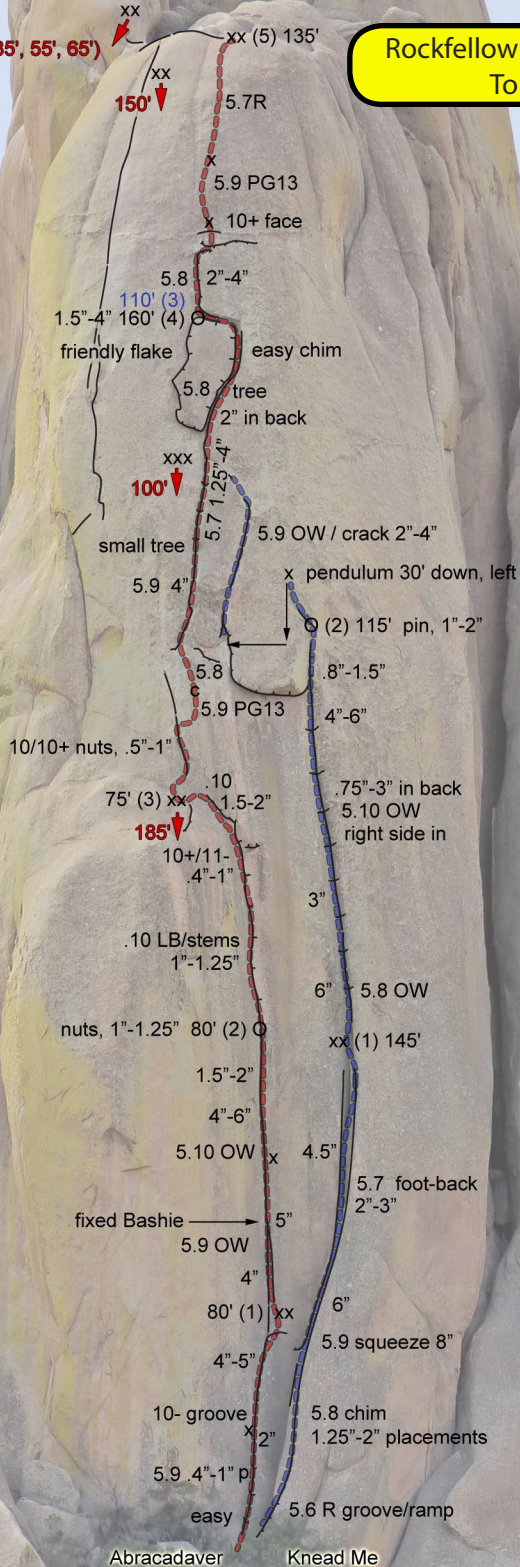 xx
35', 55', 65')
xx (5) 135'
Rockfellow
To
xx
150'
5.7R
x
5.9 PG13
x 10+ face
5.8 2”-4”
110' (3)
1.5”-4” 160' (4)
friendly flake
easy chim
5.8
tree
2” in back
xxx
100'
5.7 1.25”-4”
5.9 OW / crack 2”-4”
small tree
x pendulum 30' down, left
5.9 4”
(2) 115' pin, 1”-2”
5.8
.8”-1.5”
c
5.9 PG13
4”-6”
10/10+ nuts, .5”-1”
.10
.75”-3” in back
75' (3) xx
1.5-2”
5.10 OW
right side in
185'
10+/11-
.4”-1”
3”
.10 LB/stems
1”-1.25”
6” 5.8 OW
nuts, 1”-1.25” 80' (2)
xx (1) 145'
1.5”-2”
4”-6”
5.10 OW x
4.5”
5.7 foot-back
2”-3”
fixed Bashie
5”
5.9 OW
4”
6”
80' (1) xx
5.9 squeeze 8”
4”-5”
10- groove
5.8 chim
x 2”
1.25”-2” placements
5.9 .4”-1” p
easy
5.6 R groove/ramp
Abracadaver
Knead Me